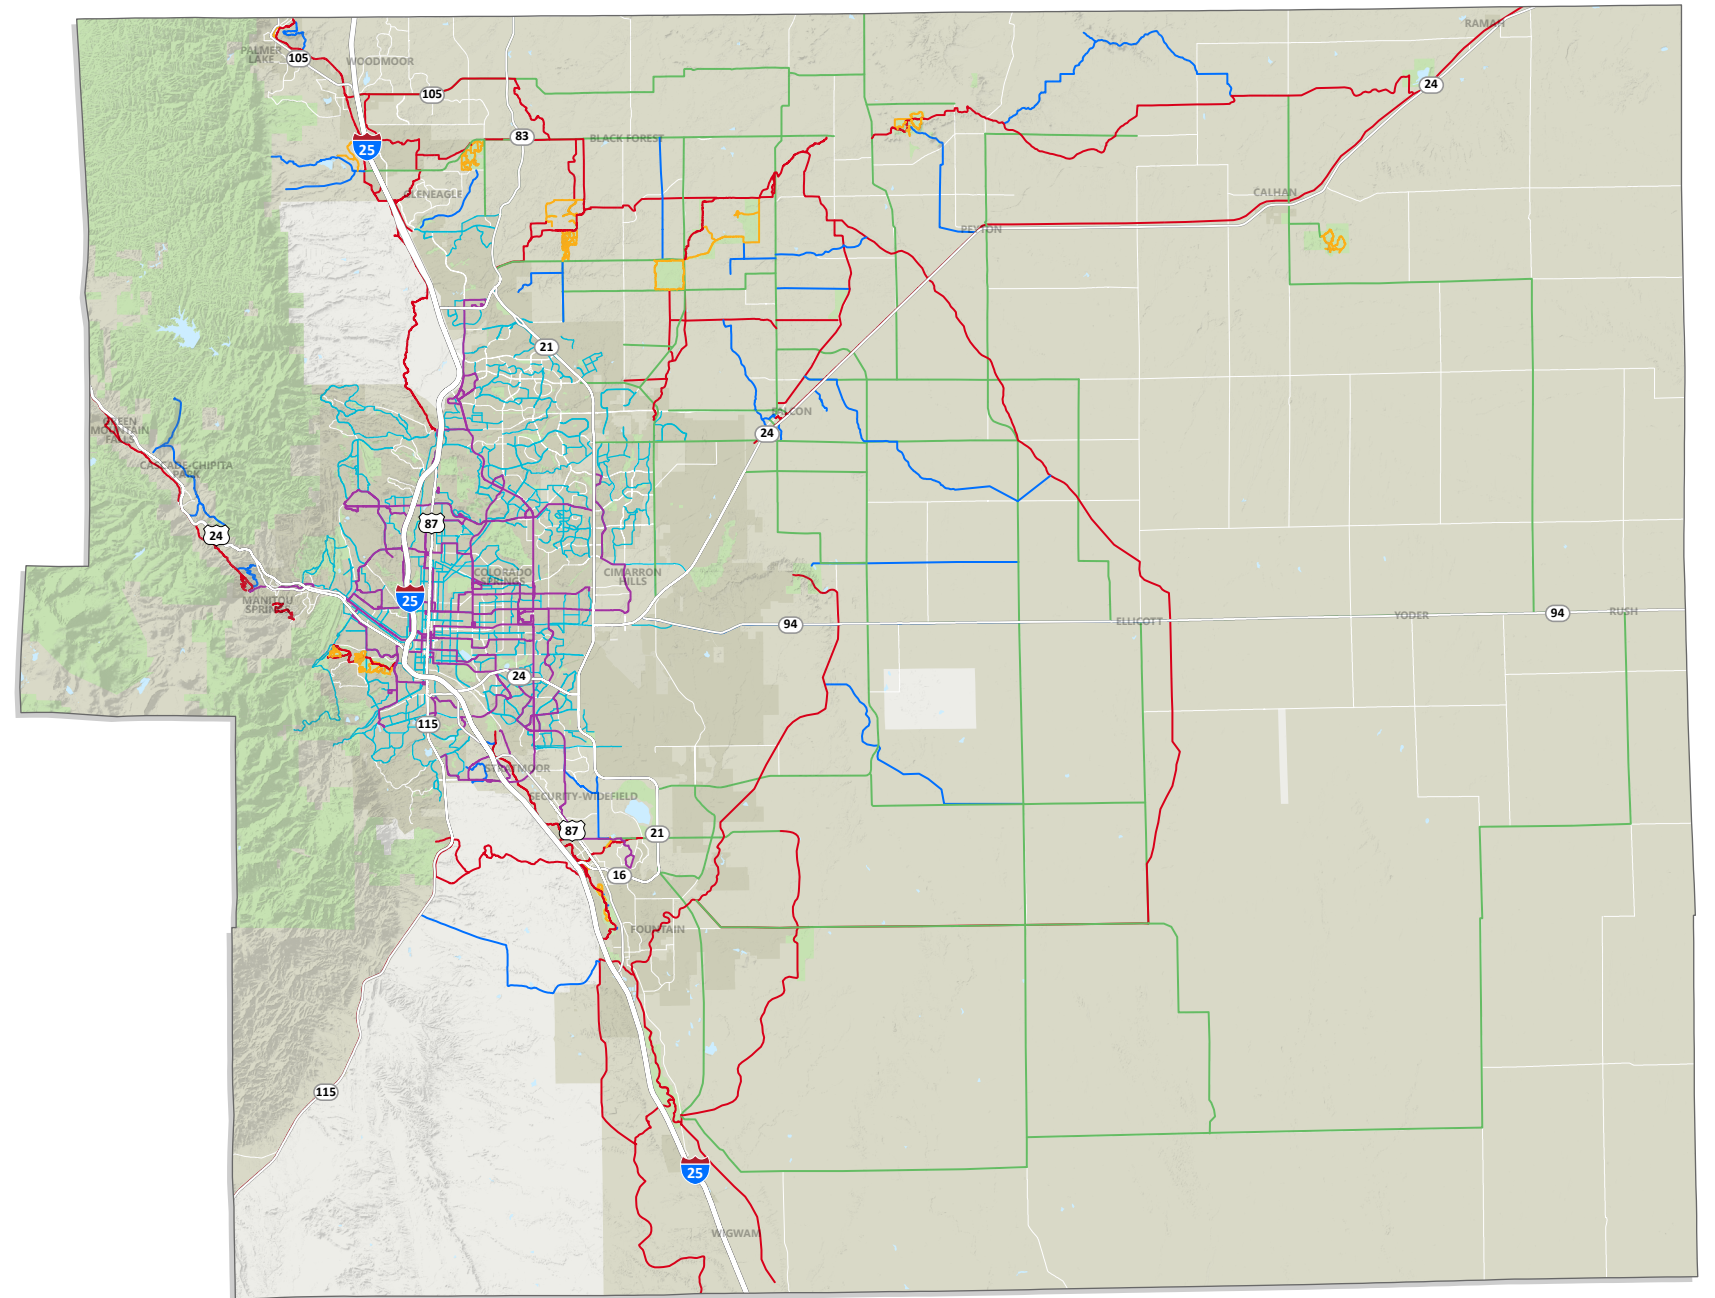 RAMAH
PALMER
LAKE
105
WOODMOOR
24
105
83
BLACK FOREST
25
GLENEAGLE
CALHAN
PEYTON
21
FALCON
24
GREEN
MOUNTAIN
FALLS
CASCADE-CHIPITA
PARK
87
24
COLORADO
SPRINGS
CIMARRON
HILLS
25
MANITOU
SPRINGS
94
ELLICOTT
YODER
94
RUSH
24
115
STRATMOOR
SECURITY-WIDEFIELD
87
21
16
FOUNTAIN
115
25
WIGWAM